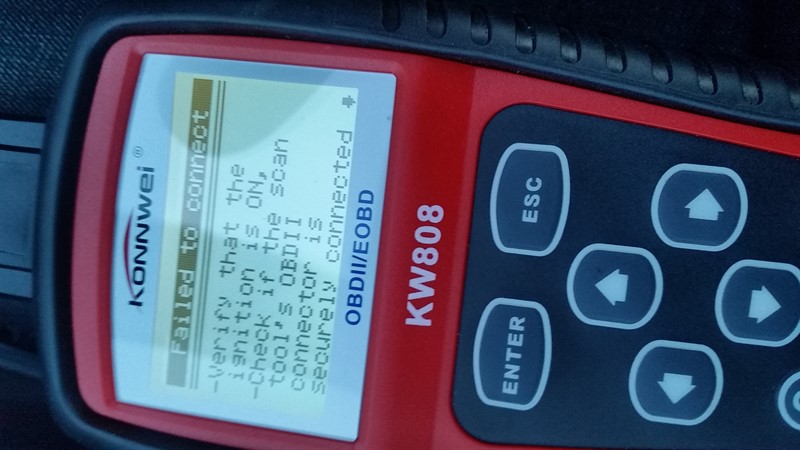 KONNWEI®
Failed to connect
-Verify that the
ignition is ON,
-Check if the scan
tool's OBDII
connector is
securely connected
OBDII/EOBD
KW808
ESC
ENTER